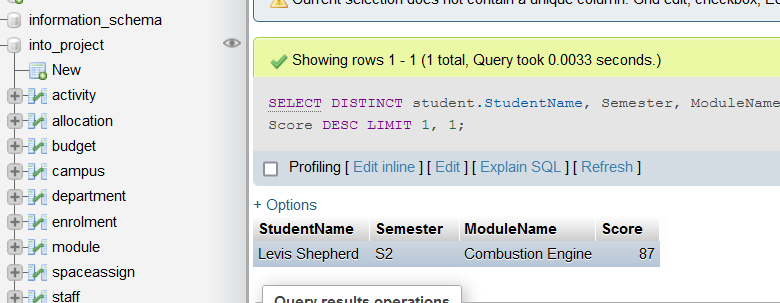 information_schema
into_project
New
activity
allocation
budget
campus
department
enrolment
module
spaceassign
staff
Current selection does not contain a unique column. Grid edit, checkbox,
Showing rows 1 - 1 (1 total, Query took 0.0033 seconds.)
SELECT DISTINCT student.StudentName, Semester, ModuleName
Score DESC LIMIT 1, 1;
Profiling [ Edit inline ] [ Edit ] [ Explain SQL ] [ Refresh ]
+ Options
StudentName Semester ModuleName Score
Levis Shepherd S2 Combustion Engine 87
Query results operations